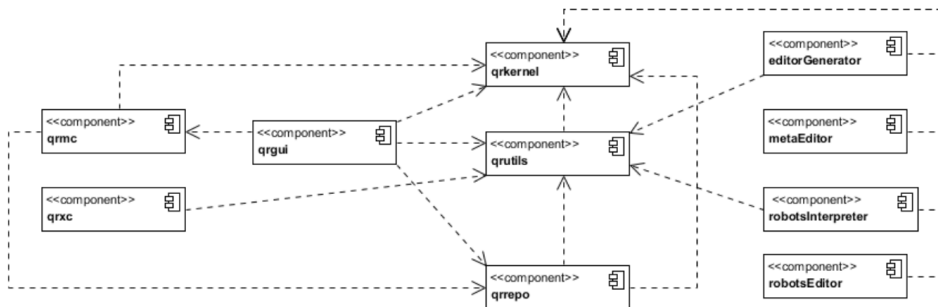 <<component>>
qrkernel
<<component>>
editorGenerator
<<component>>
qrmc
<<component>>
qrgui
<<component>>
qrutils
<<component>>
metaEditor
<<component>>
qrxc
<<component>>
robotsInterpreter
<<component>>
qrrepo
<<component>>
robotsEditor